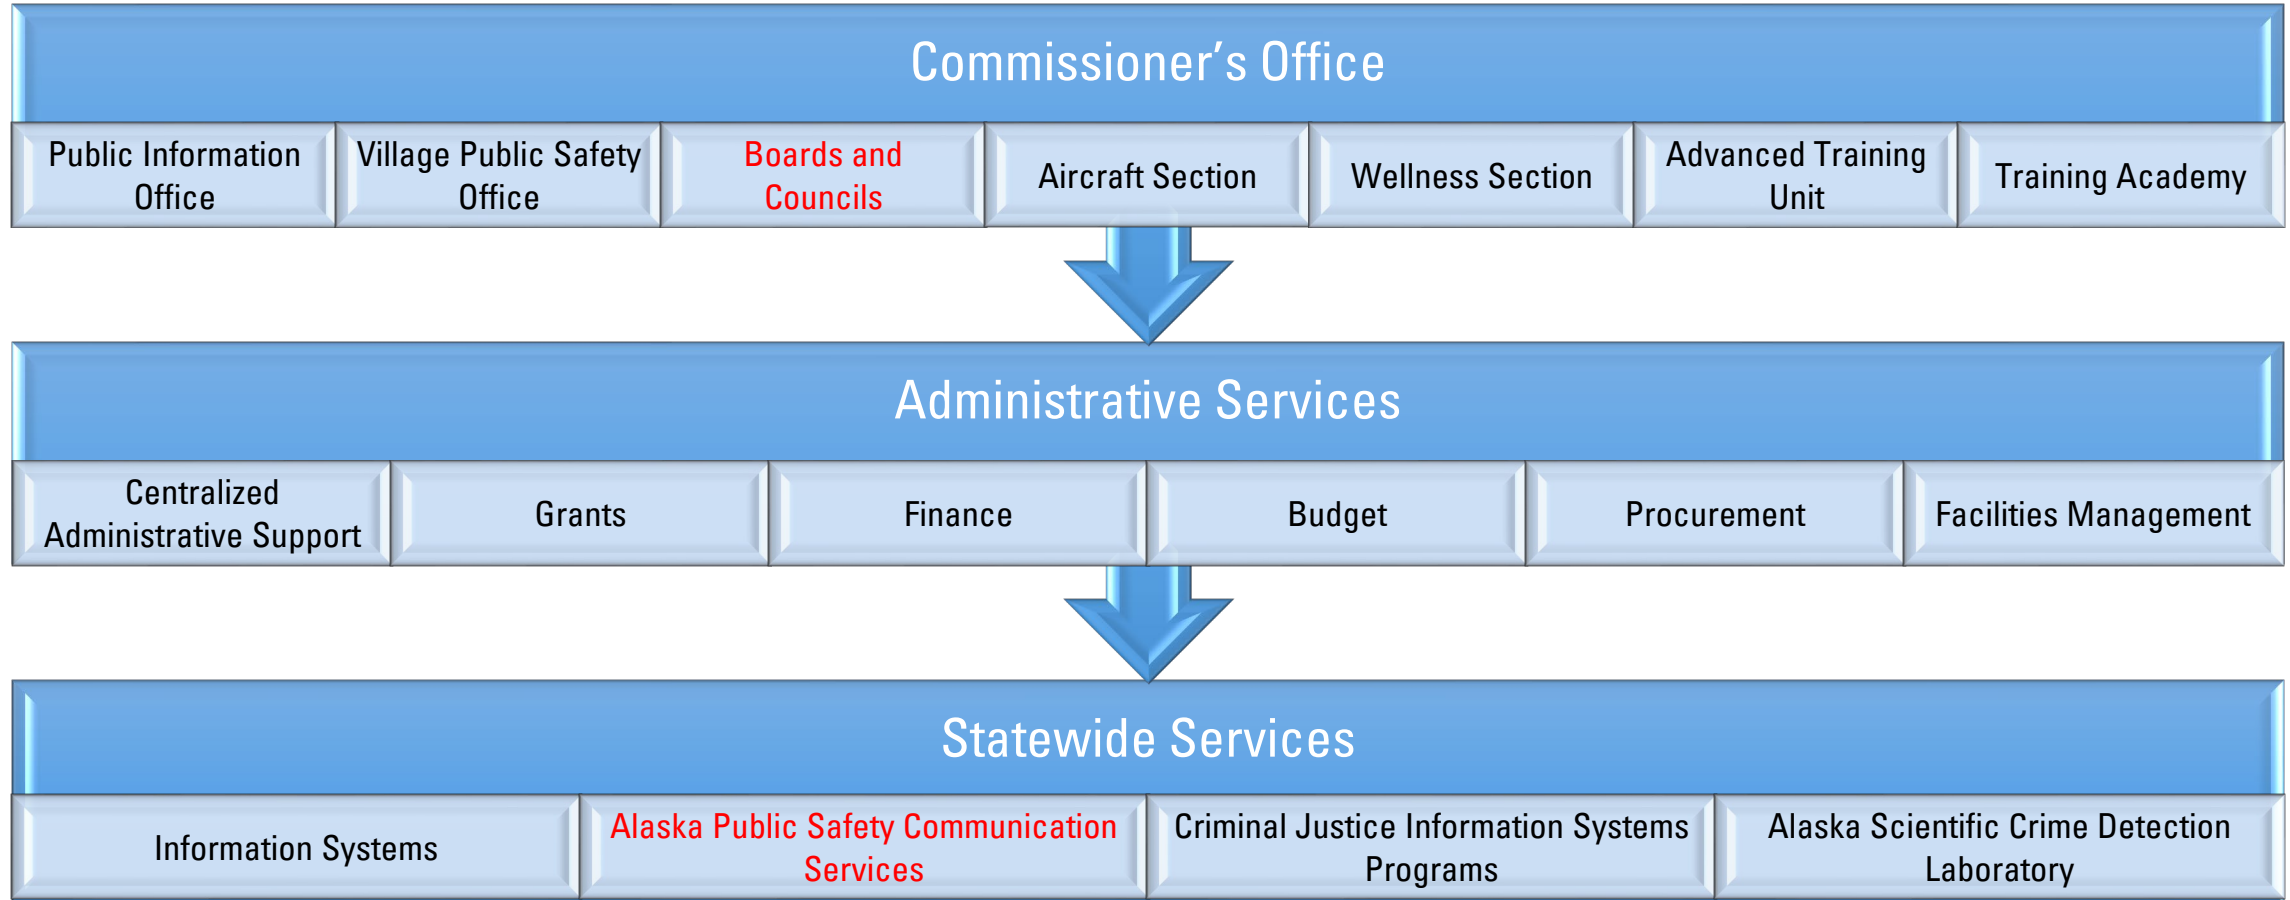 Commissioner’s Office
Public Information
Office
Village Public Safety
Office
Boards and
Councils
Aircraft Section
Wellness Section
Advanced Training
Unit
Training Academy
Administrative Services
Centralized
Administrative Support
Grants
Finance
Budget
Procurement
Facilities Management
Statewide Services
Information Systems
Alaska Public Safety Communication
Services
Criminal Justice Information Systems
Programs
Alaska Scientific Crime Detection
Laboratory